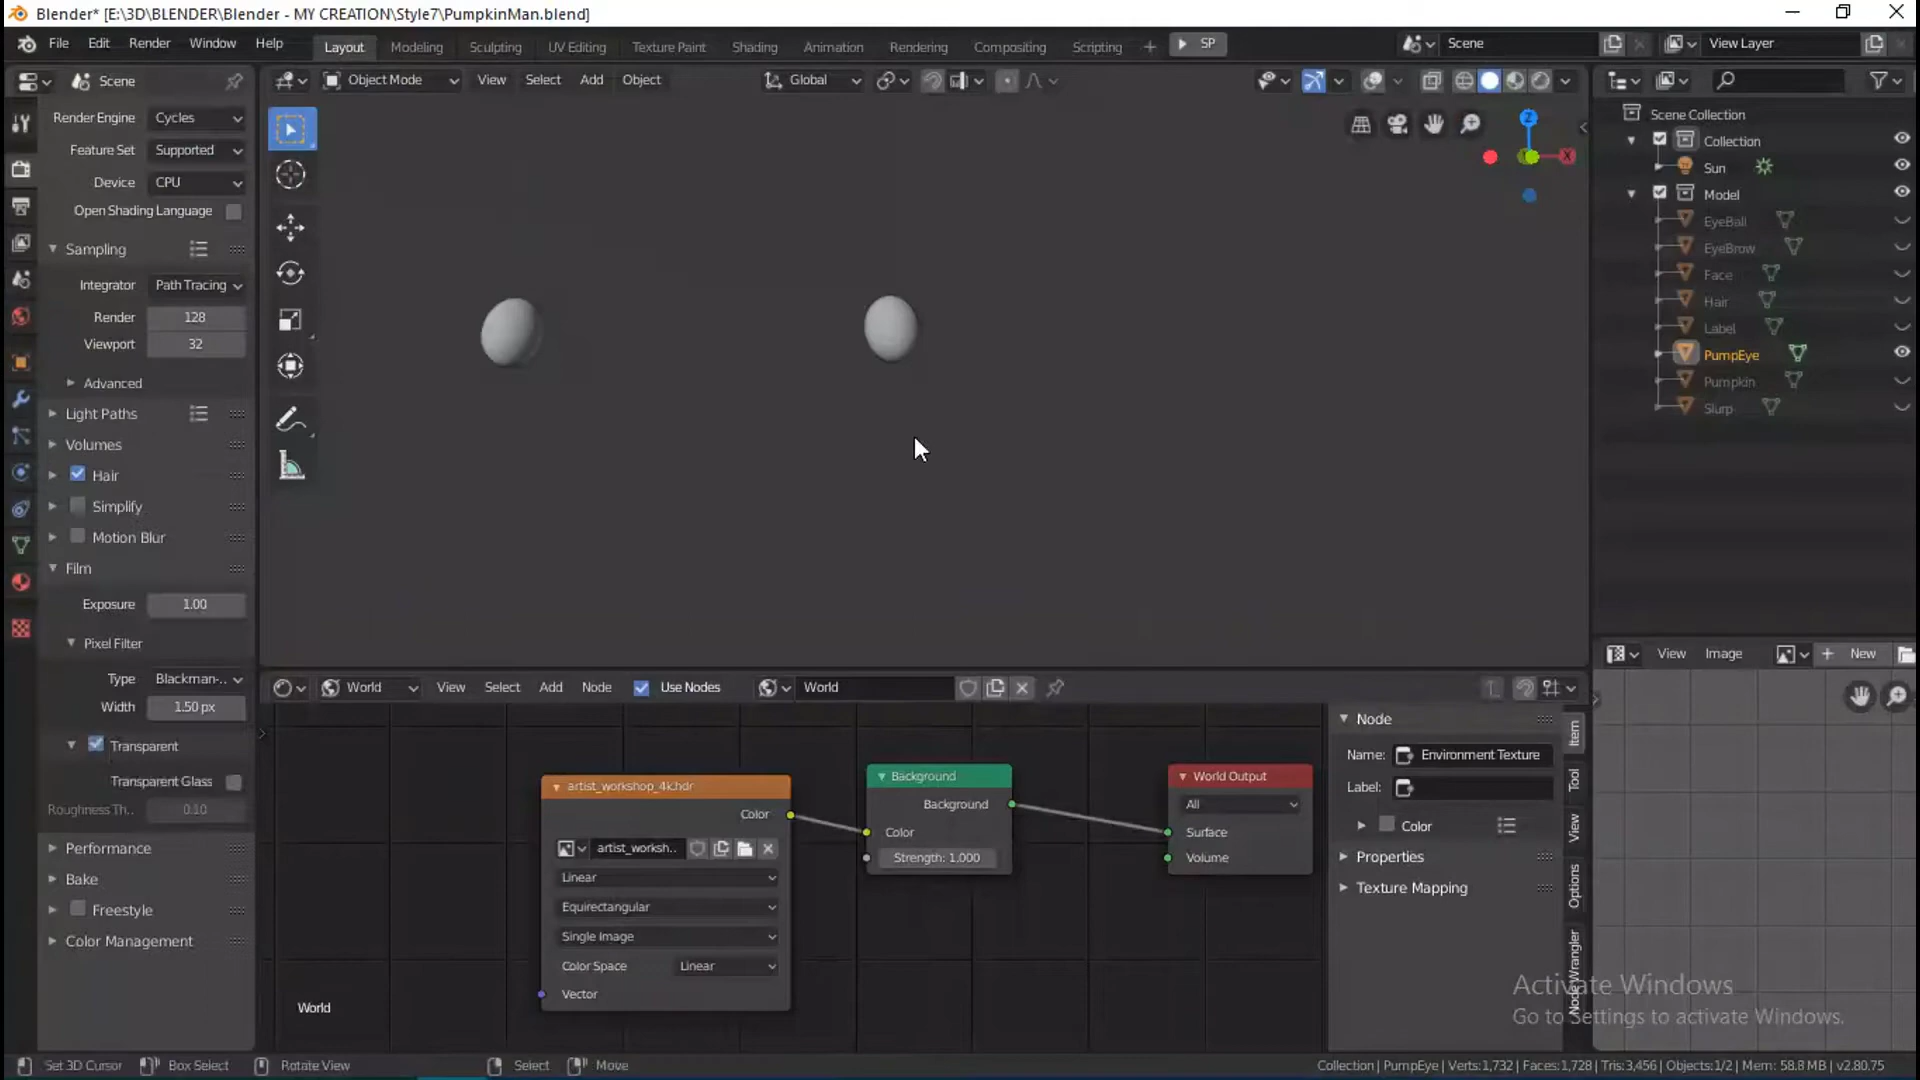 Blender* [E:\3D\BLENDER\Blender - MY CREATION\Style7\PumpkinMan.blend]
File Edit Render Window Help Layout Modeling Sculpting UV Editing Texture Paint Shading Animation Rendering Compositing Scripting + SP Scene View Layer
Scene
Object Mode View Select Add Object Global
Render Engine Cycles
Feature Set Supported
Device CPU
Open Shading Language
Sampling
Integrator Path Tracing
Render 128
Viewport 32
Advanced
Light Paths
Volumes
Hair
Simplify
Motion Blur
Film
Exposure 1.00
Pixel Filter
Type Blackman-..
Width 1.50 px
Transparent
Transparent Glass
Roughness Th.. 0.10
Performance
Bake
Freestyle
Color Management
Z
X
Scene Collection
Collection
Sun
Model
EyeBall
EyeBrow
Face
Hair
Label
PumpEye
Pumpkin
Slurp
View Image + New
World View Select Add Node Use Nodes World
artist_workshop_4k.hdr
Color
artist_worksh..
Linear
Equirectangular
Single Image
Color Space Linear
Vector
Background
Background
Color
Strength: 1.000
World Output
All
Surface
Volume
World
Node
Name: Environment Texture
Label:
Color
Properties
Texture Mapping
Item
Tool
View
Options
Node Wrangler
Activate Windows
Go to Settings to activate Windows.
Set 3D Cursor Box Select Rotate View Select Move Collection | PumpEye | Verts:1,732 | Faces:1,728 | Tris:3,456 | Objects:1/2 | Mem: 58.8 MB | v2.80.75